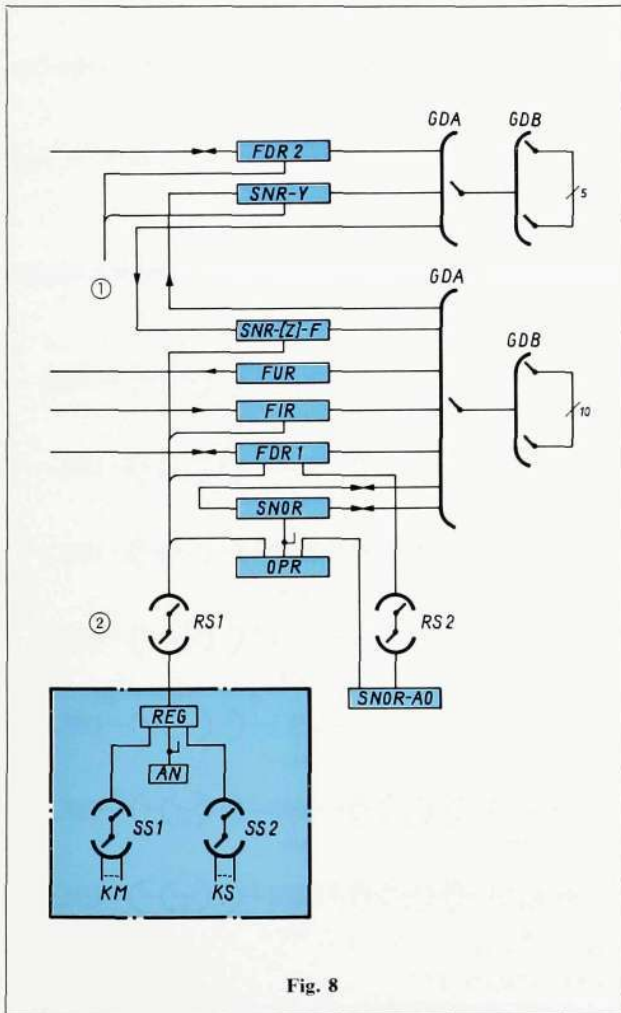 GDA
GDB
FDR 2
SNR-Y
5
①
GDA
SNR-[Z]-F
GDB
FUR
FIR
10
FDR 1
SNOR
OPR
②
RS1
RS2
SNOR-AO
REG
AN
SS1
SS2
KM
KS
Fig. 8